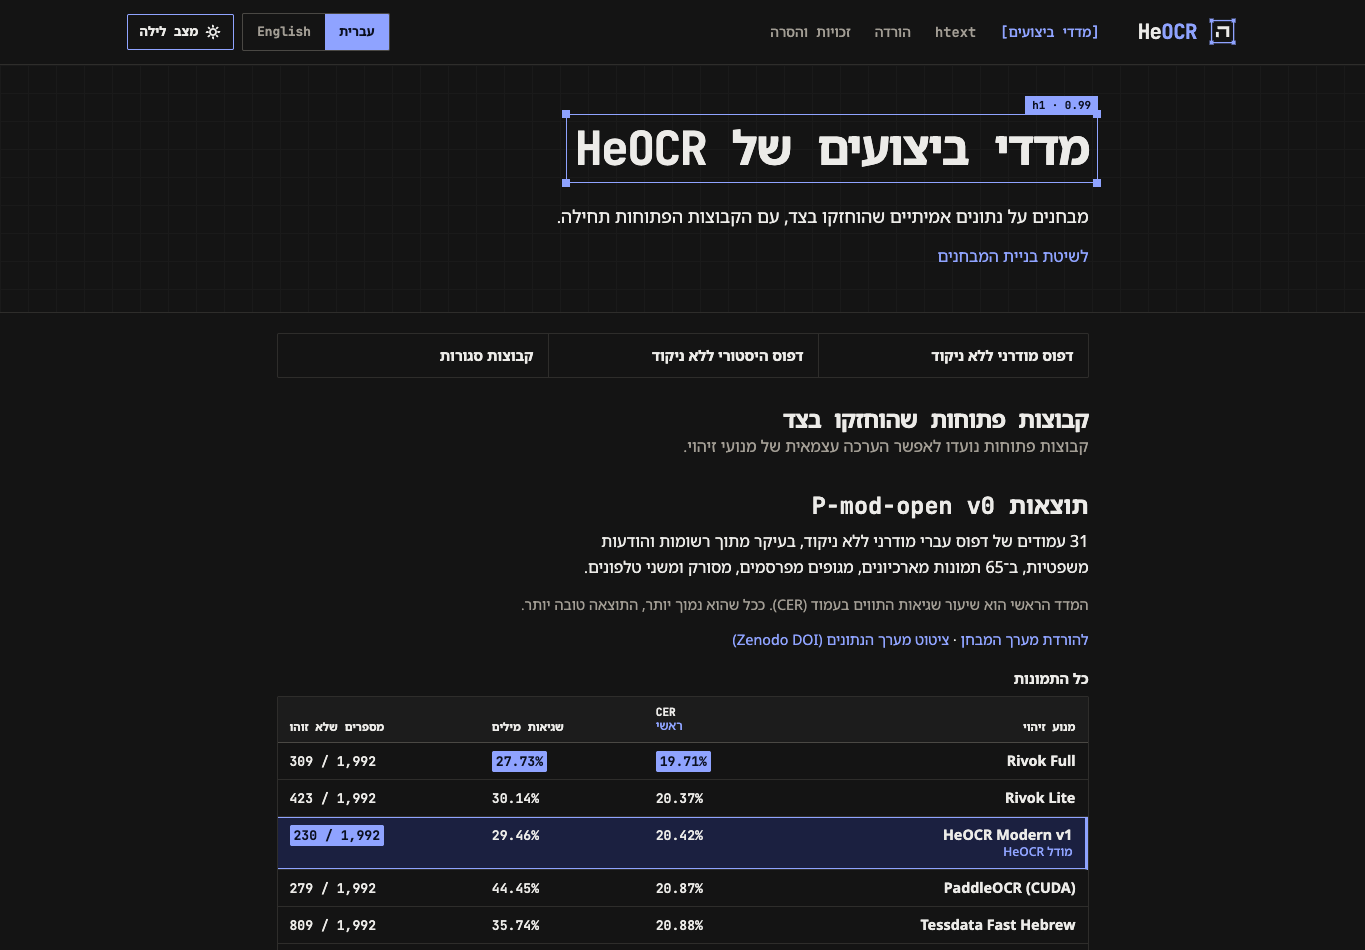 ה HeOCR
[מדדי ביצועים] htext הורדה זכויות והסרה
עברית English מצב לילה
h1 · 0.99
מדדי ביצועים של HeOCR
מבחנים על נתונים אמיתיים שהוחזקו בצד, עם הקבוצות הפתוחות תחילה.
לשיטת בניית המבחנים
דפוס מודרני ללא ניקוד
דפוס היסטורי ללא ניקוד
קבוצות סגורות
קבוצות פתוחות שהוחזקו בצד
קבוצות פתוחות נועדו לאפשר הערכה עצמאית של מנועי זיהוי.
תוצאות P-mod-open v0
31 עמודים של דפוס עברי מודרני ללא ניקוד, בעיקר מתוך רשומות והודעות
משפטיות, ב־65 תמונות מארכיונים, מגופים מפרסמים, מסורק ומשני טלפונים.
המדד הראשי הוא שיעור שגיאות התווים בעמוד (CER). ככל שהוא נמוך יותר, התוצאה טובה יותר.
להורדת מערך המבחן · ציטוט מערך הנתונים (Zenodo DOI)
כל התמונות
מנוע זיהוי CER ראשי שגיאות מילים מספרים שלא זוהו
Rivok Full 19.71% 27.73% 309 / 1,992
Rivok Lite 20.37% 30.14% 423 / 1,992
HeOCR Modern v1 20.42% 29.46% 230 / 1,992
מודל HeOCR
PaddleOCR (CUDA) 20.87% 44.45% 279 / 1,992
Tessdata Fast Hebrew 20.88% 35.74% 809 / 1,992